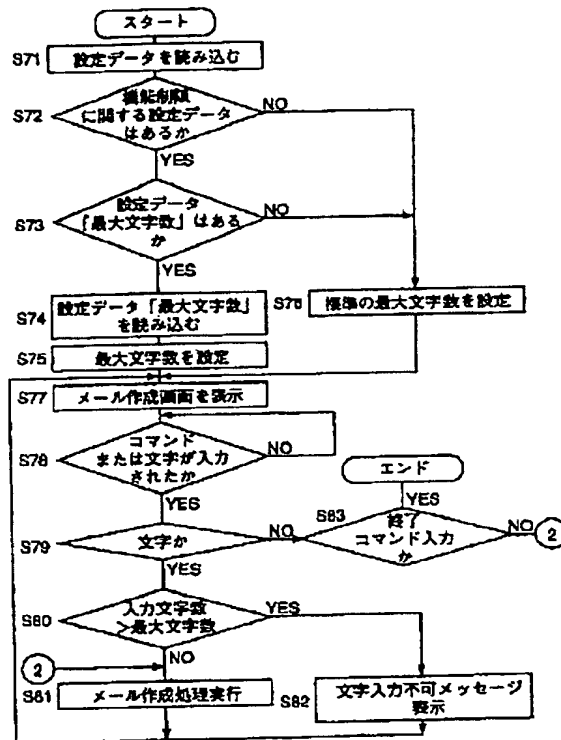 スタート
S71
設定データを読み込む
S72
機能制限
に関する設定データ
はあるか
NO
YES
S73
設定データ
「最大文字数」はある
か
NO
YES
S74
設定データ「最大文字数」
を読み込む
S76
標準の最大文字数を設定
S75
最大文字数を設定
S77
メール作成画面を表示
S78
コマンド
または文字が入力
されたか
NO
YES
エンド
YES
S79
文字か
NO
S83
終了
コマンド入力
か
NO
2
YES
S80
入力文字数
>最大文字数
YES
NO
2
S81
メール作成処理実行
S82
文字入力不可メッセージ
表示